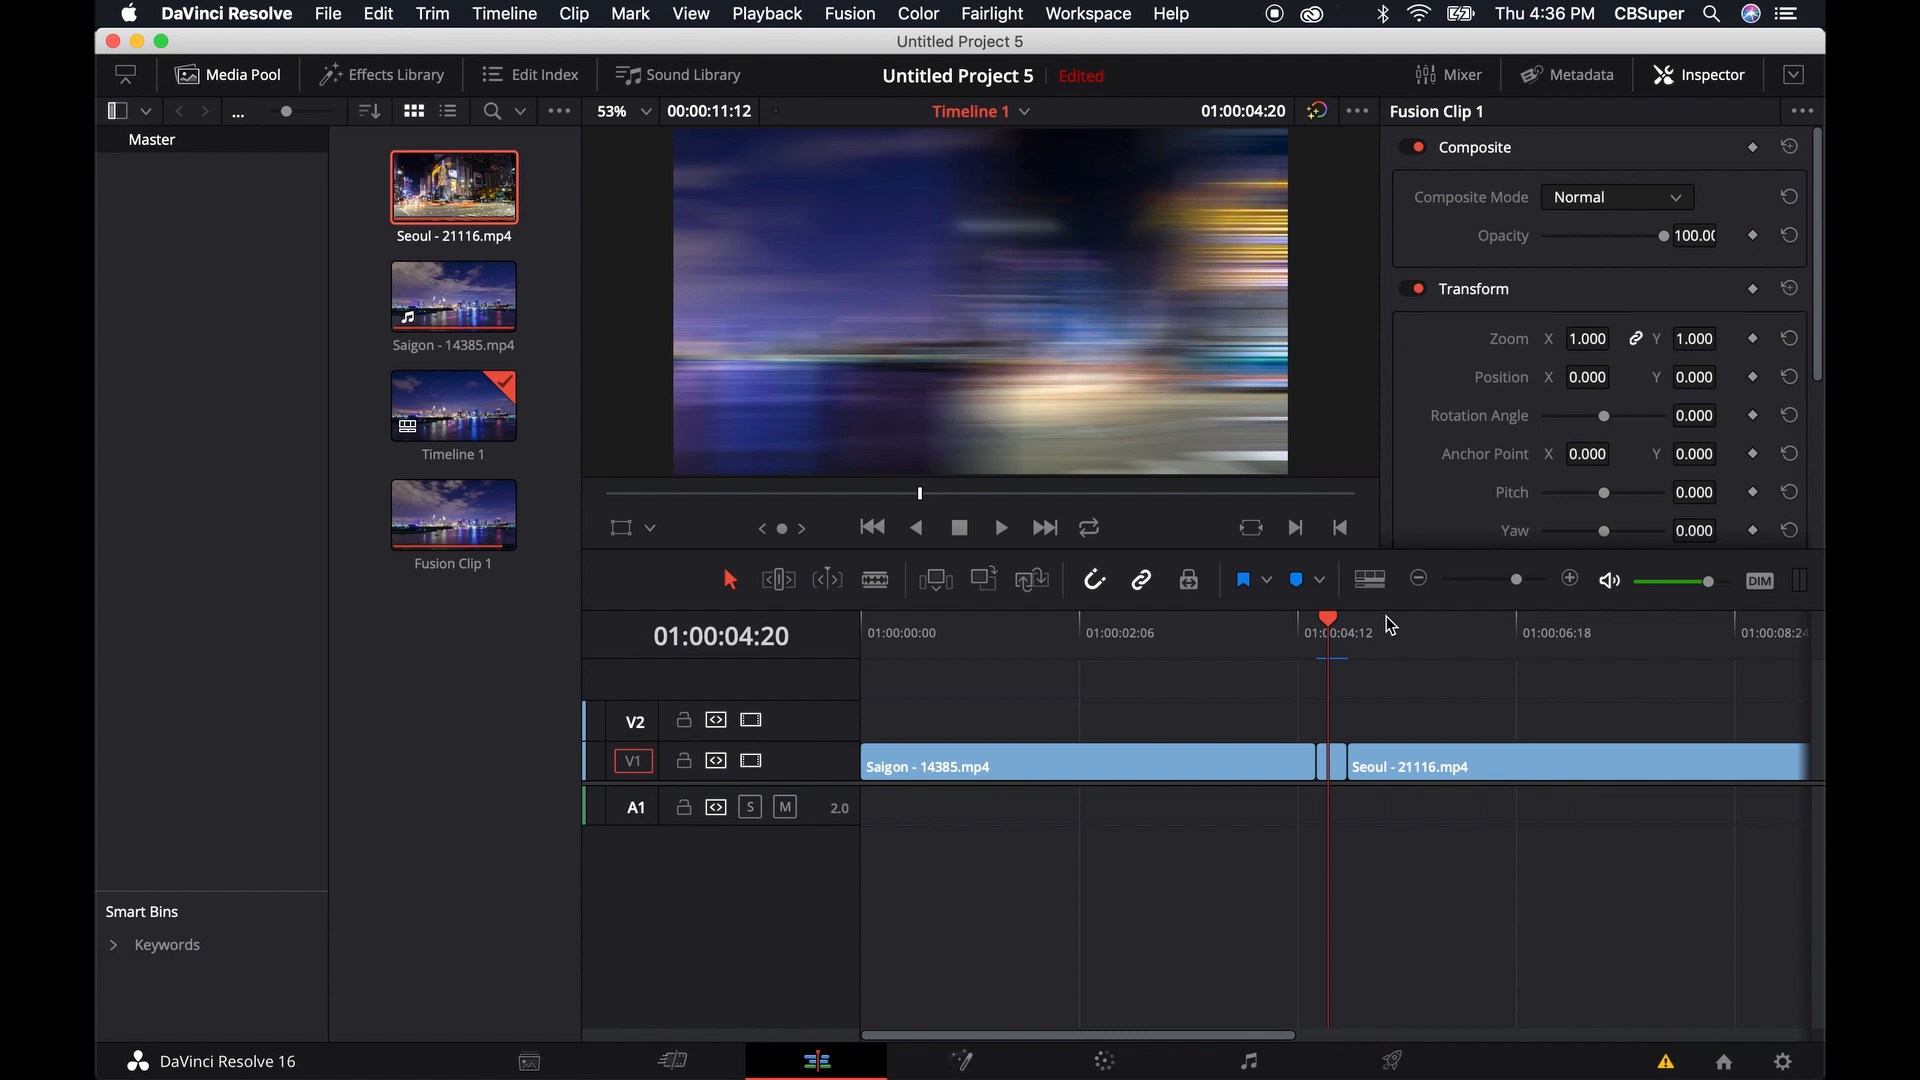 DaVinci Resolve File Edit Trim Timeline Clip Mark View Playback Fusion Color Fairlight Workspace Help Thu 4:36 PM CBSuper
Untitled Project 5
Media Pool Effects Library Edit Index Sound Library Untitled Project 5 Edited Mixer Metadata Inspector
... 53% 00:00:11:12 Timeline 1 01:00:04:20 Fusion Clip 1
Master
Composite
Composite Mode Normal
Opacity 100.00
Seoul - 21116.mp4
Transform
Zoom X 1.000 Y 1.000
Saigon - 14385.mp4
Position X 0.000 Y 0.000
Rotation Angle 0.000
Timeline 1
Anchor Point X 0.000 Y 0.000
Pitch 0.000
Yaw 0.000
Fusion Clip 1
DIM
01:00:04:20
01:00:00:00 01:00:02:06 01:00:04:12 01:00:06:18 01:00:08:24
V2
V1
Saigon - 14385.mp4 Seoul - 21116.mp4
A1 S M 2.0
Smart Bins
Keywords
DaVinci Resolve 16